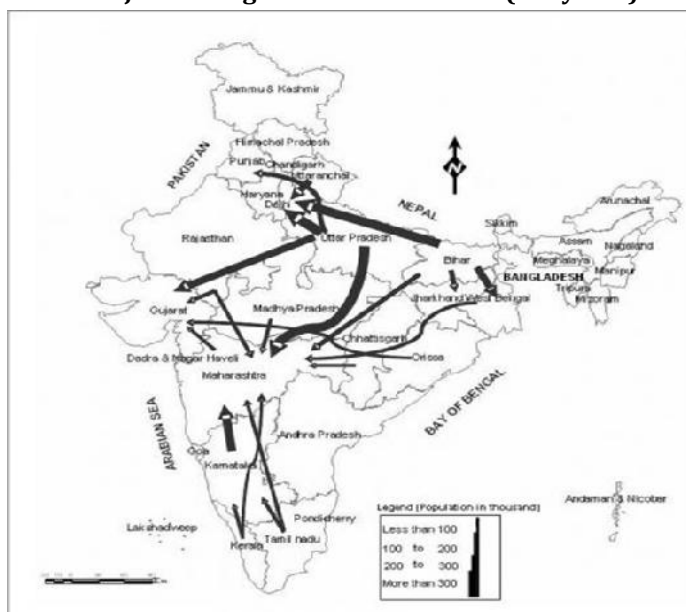 Jammu & Kashmir
Himachal Pradesh
Punjab
Chandigarh
Uttaranchal
PAKISTAN
Haryana
Delhi
NEPAL
Arunachal
Sikkim
Rajasthan
Uttar Pradesh
Assam
Nagaland
Bihar
Meghalaya
Manipur
BANGLADESH
Tripura
Mizoram
Jharkhand
West Bengal
Gujarat
Madhya Pradesh
Chhattisgarh
Dadra & Nagar Haveli
Orissa
Maharashtra
BAY OF BENGAL
ARABIAN SEA
Andhra Pradesh
Goa
Karnataka
Andaman & Nicobar
Legend (Population in thousand)
Pondicherry
Less than 100
Lakshadweep
100 to 200
Kerala
Tamil nadu
200 to 300
More than 300